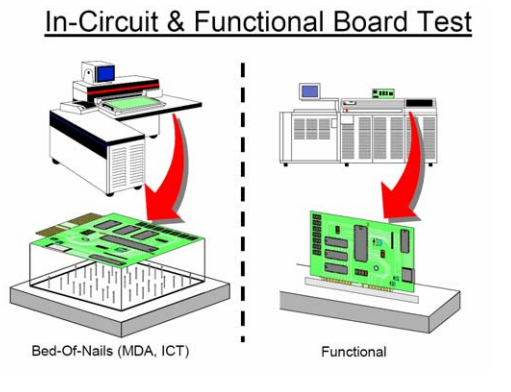 In-Circuit & Functional Board Test
Bed-Of-Nails (MDA, ICT)
Functional